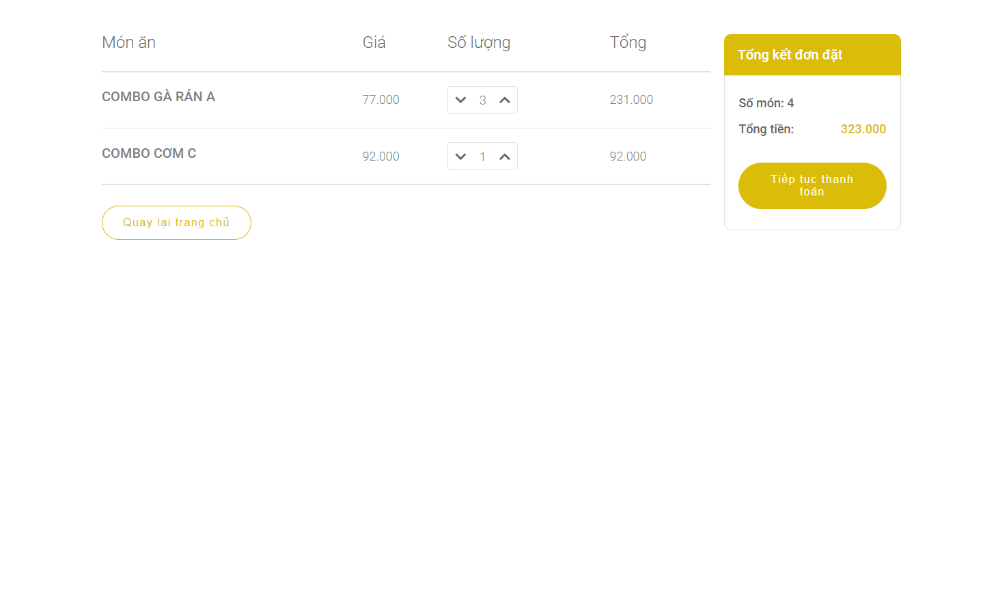 Món ăn Giá Số lượng Tổng
COMBO GÀ RÁN A 77.000 3 231.000
COMBO CƠM C 92.000 1 92.000
Quay lại trang chủ
Tổng kết đơn đặt
Số món: 4
Tổng tiền: 323.000
Tiếp tục thanh
toán